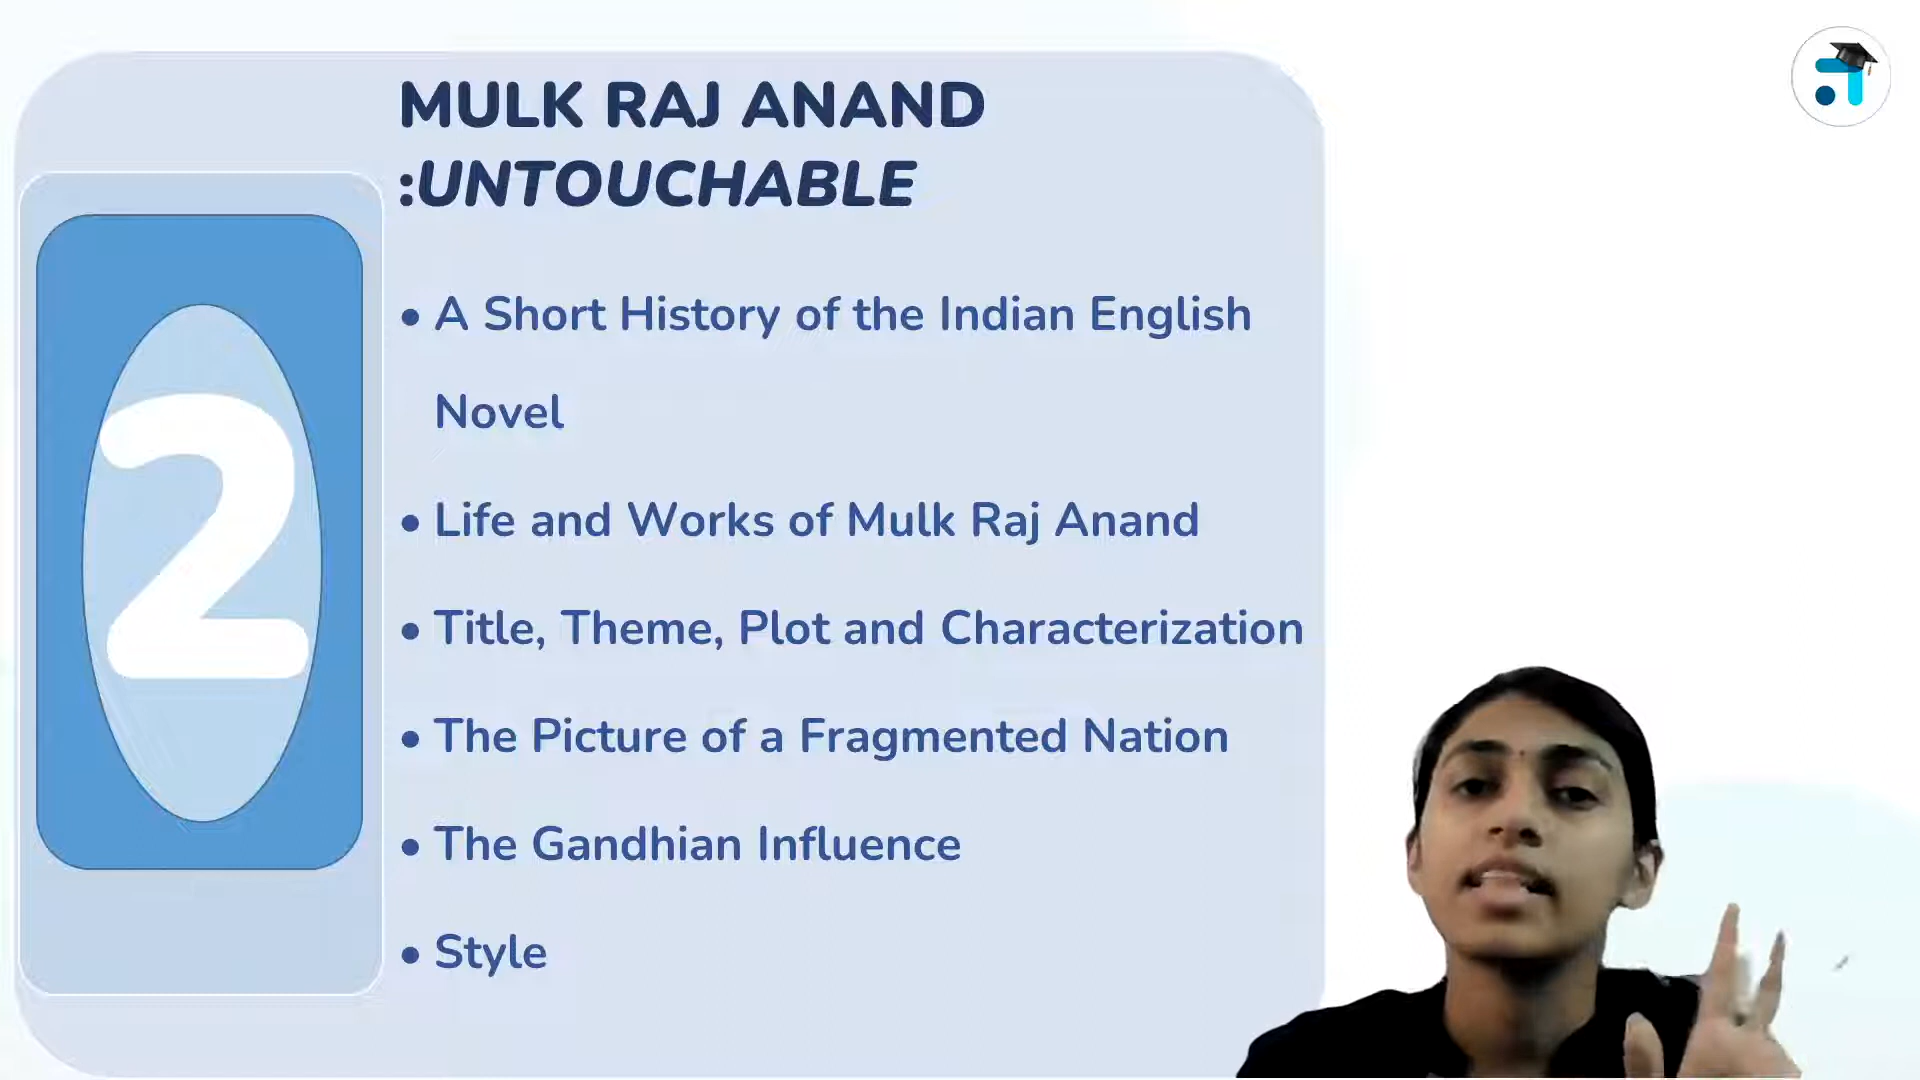 MULK RAJ ANAND
:UNTOUCHABLE
2
• A Short History of the Indian English
Novel
• Life and Works of Mulk Raj Anand
• Title, Theme, Plot and Characterization
• The Picture of a Fragmented Nation
• The Gandhian Influence
• Style